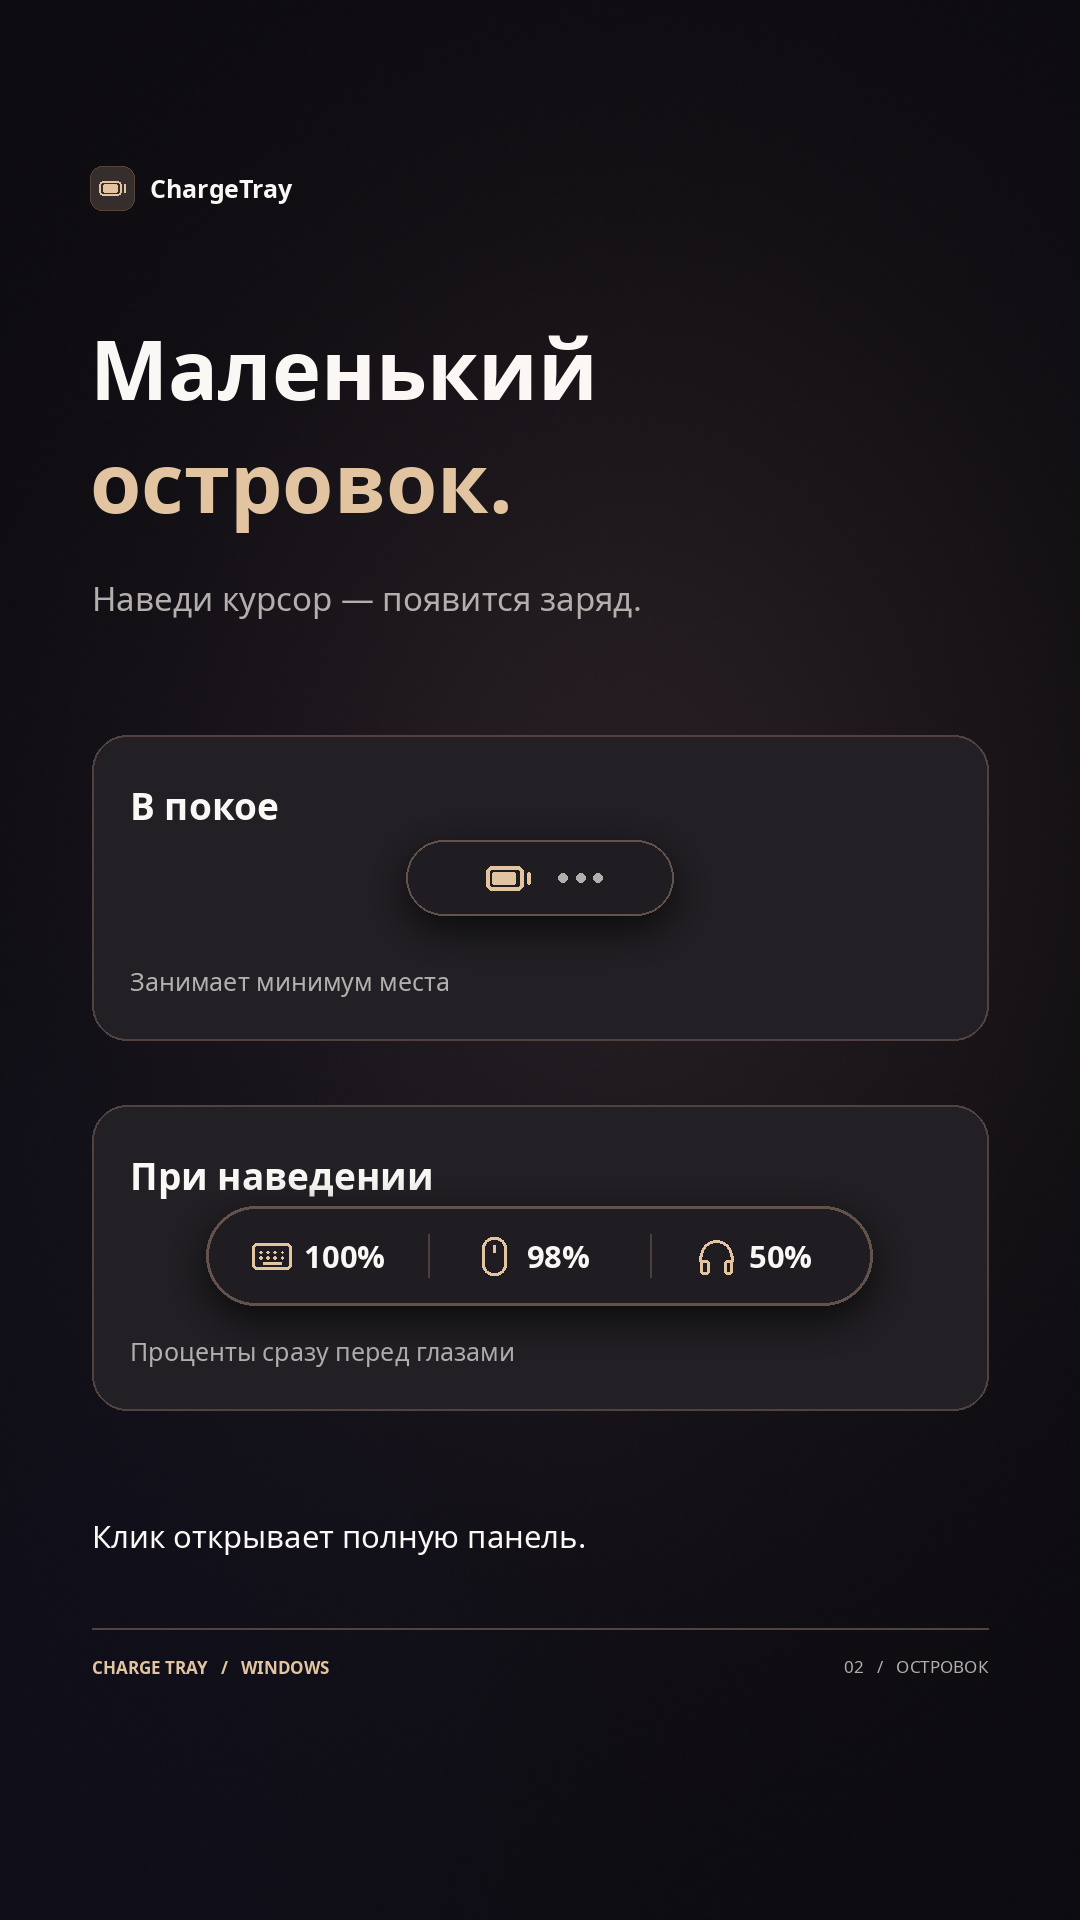 ChargeTray
Маленький
островок.
Наведи курсор — появится заряд.
В покое
Занимает минимум места
При наведении
100% 98% 50%
Проценты сразу перед глазами
Клик открывает полную панель.
CHARGE TRAY / WINDOWS 02 / ОСТРОВОК